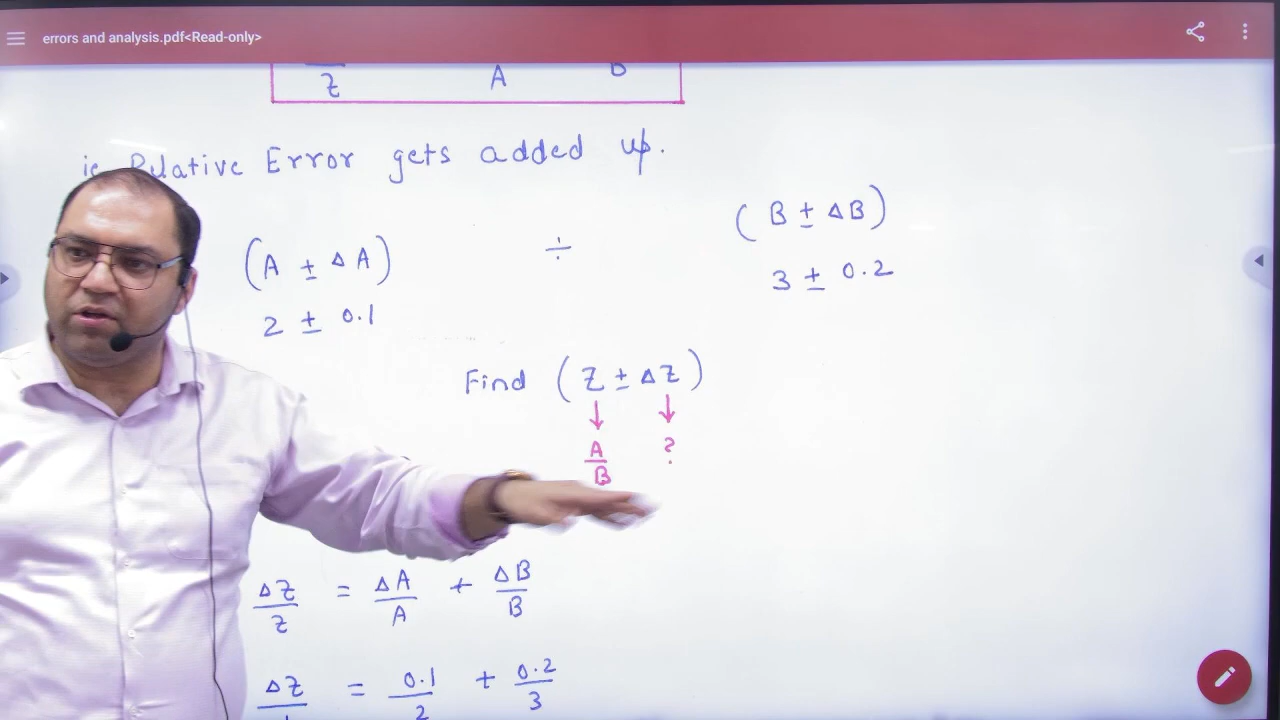 errors and analysis.pdf<Read-only>
Z A B
ie Relative Error gets added up.
(A ± ΔA) ÷ (B ± ΔB)
2 ± 0.1 3 ± 0.2
Find (Z ± ΔZ)
↓ ↓
A/B ?
ΔZ/Z = ΔA/A + ΔB/B
ΔZ = 0.1/2 + 0.2/3